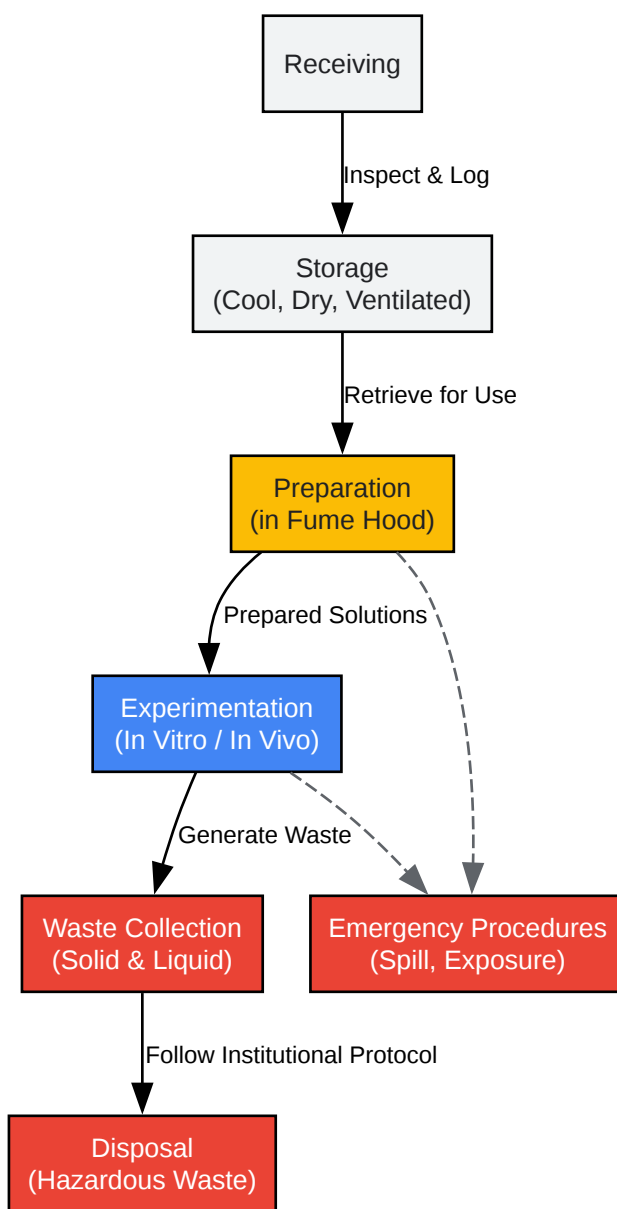 Receiving
Inspect & Log
Storage
(Cool, Dry, Ventilated)
Retrieve for Use
Preparation
(in Fume Hood)
Prepared Solutions
Experimentation
(In Vitro / In Vivo)
Generate Waste
Waste Collection
(Solid & Liquid)
Emergency Procedures
(Spill, Exposure)
Follow Institutional Protocol
Disposal
(Hazardous Waste)